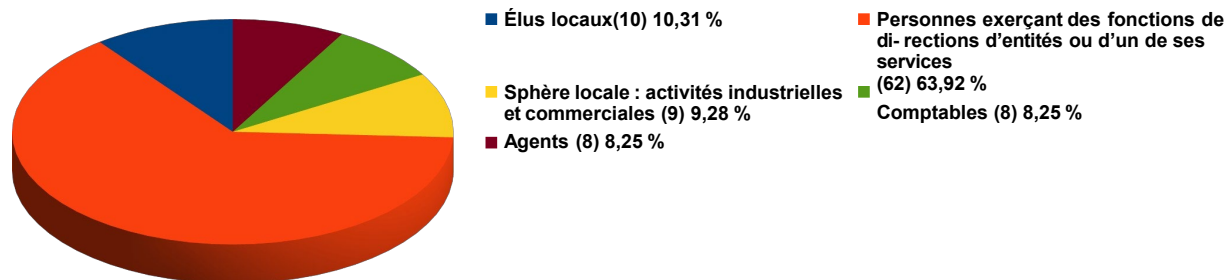 Élus locaux(10) 10,31 %
Personnes exerçant des fonctions de
di- rections d’entités ou d’un de ses
services
(62) 63,92 %
Sphère locale : activités industrielles
et commerciales (9) 9,28 %
Comptables (8) 8,25 %
Agents (8) 8,25 %